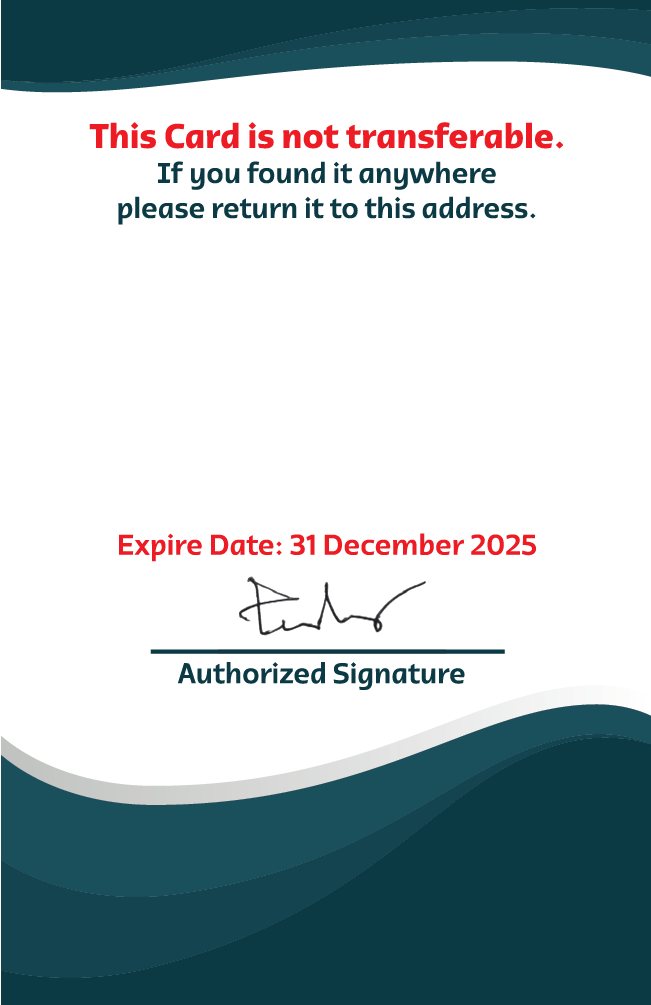 This Card is not transferable.
If you found it anywhere
please return it to this address.
Expire Date: 31 December 2025
Authorized Signature